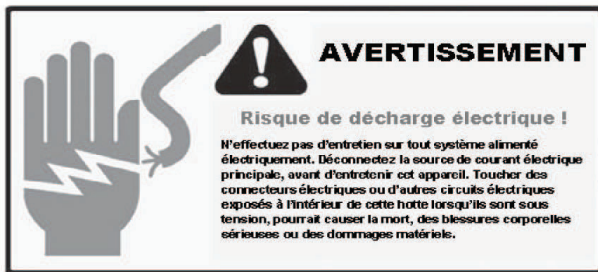 AVERTISSEMENT
Risque de décharge électrique !
N'effectuez pas d'entretien sur tout système alimenté
électriquement. Déconnectez la source de courant électrique
principale, avant d'entretenir cet appareil. Toucher des
connecteurs électriques ou d'autres circuits électriques
exposés à l'intérieur de cette hotte lorsqu'ils sont sous
tension, pourrait causer la mort, des blessures corporelles
sérieuses ou des dommages matériels.